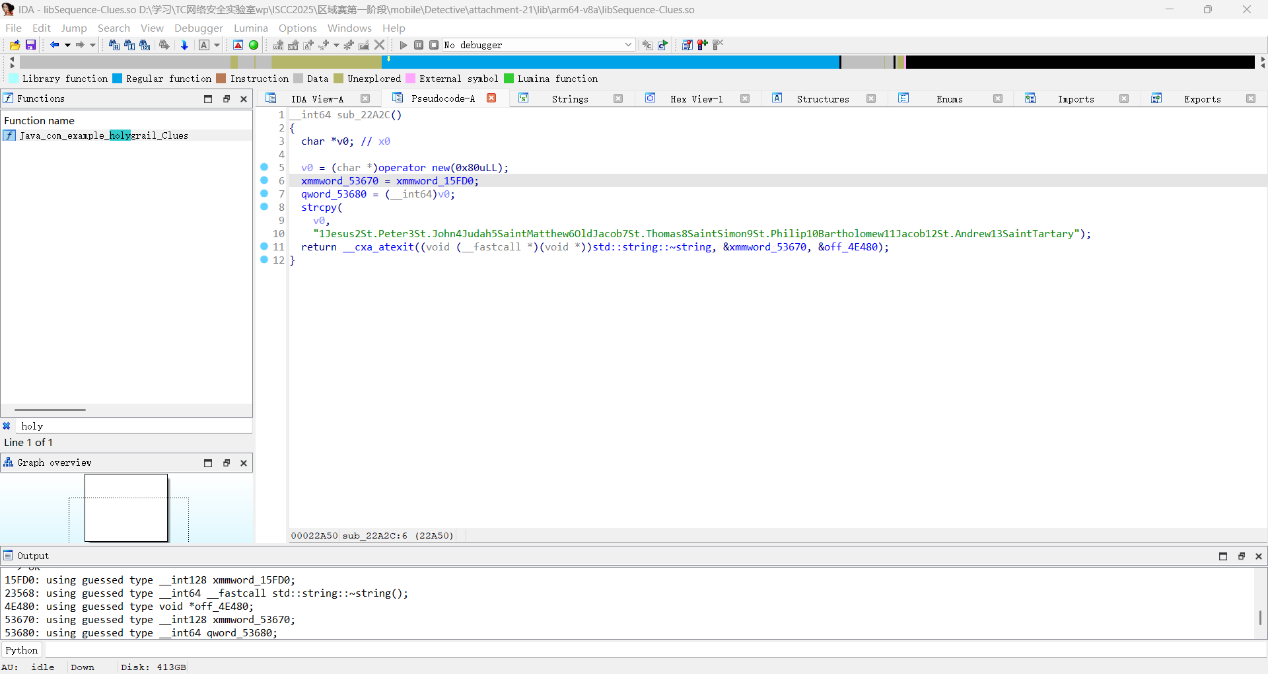 IDA - libSequence-Clues.so D:\学习\TC网络安全实验室wp\ISCC2025\区域赛第一阶段\mobile\Detective\attachment-21\lib\arm64-v8a\libSequence-Clues.so
File Edit Jump Search View Debugger Lumina Options Windows Help
No debugger
Library function Regular function Instruction Data Unexplored External symbol Lumina function
Functions
IDA View-A Pseudocode-A Strings Hex View-1 Structures Enums Imports Exports
Function name
Java_com_example_holygrail_Clues
1 __int64 sub_22A2C()
2 {
3 char *v0; // x0
4
5 v0 = (char *)operator new(0x80uLL);
6 xmmword_53670 = xmmword_15FD0;
7 qword_53680 = (__int64)v0;
8 strcpy(
9 v0,
10 "1Jesus2St.Peter3St.John4Judah5SaintMatthew6OldJacob7St.Thomas8SaintSimon9St.Philip10Bartholomew11Jacob12St.Andrew13SaintTartary");
11 return __cxa_atexit((void (__fastcall *)(void *))std::string::~string, &xmmword_53670, &off_4E480);
12 }
holy
Line 1 of 1
Graph overview
00022A50 sub_22A2C:6 (22A50)
Output
15FD0: using guessed type __int128 xmmword_15FD0;
23568: using guessed type __int64 __fastcall std::string::~string();
4E480: using guessed type void *off_4E480;
53670: using guessed type __int128 xmmword_53670;
53680: using guessed type __int64 qword_53680;
Python
AU: idle Down Disk: 413GB